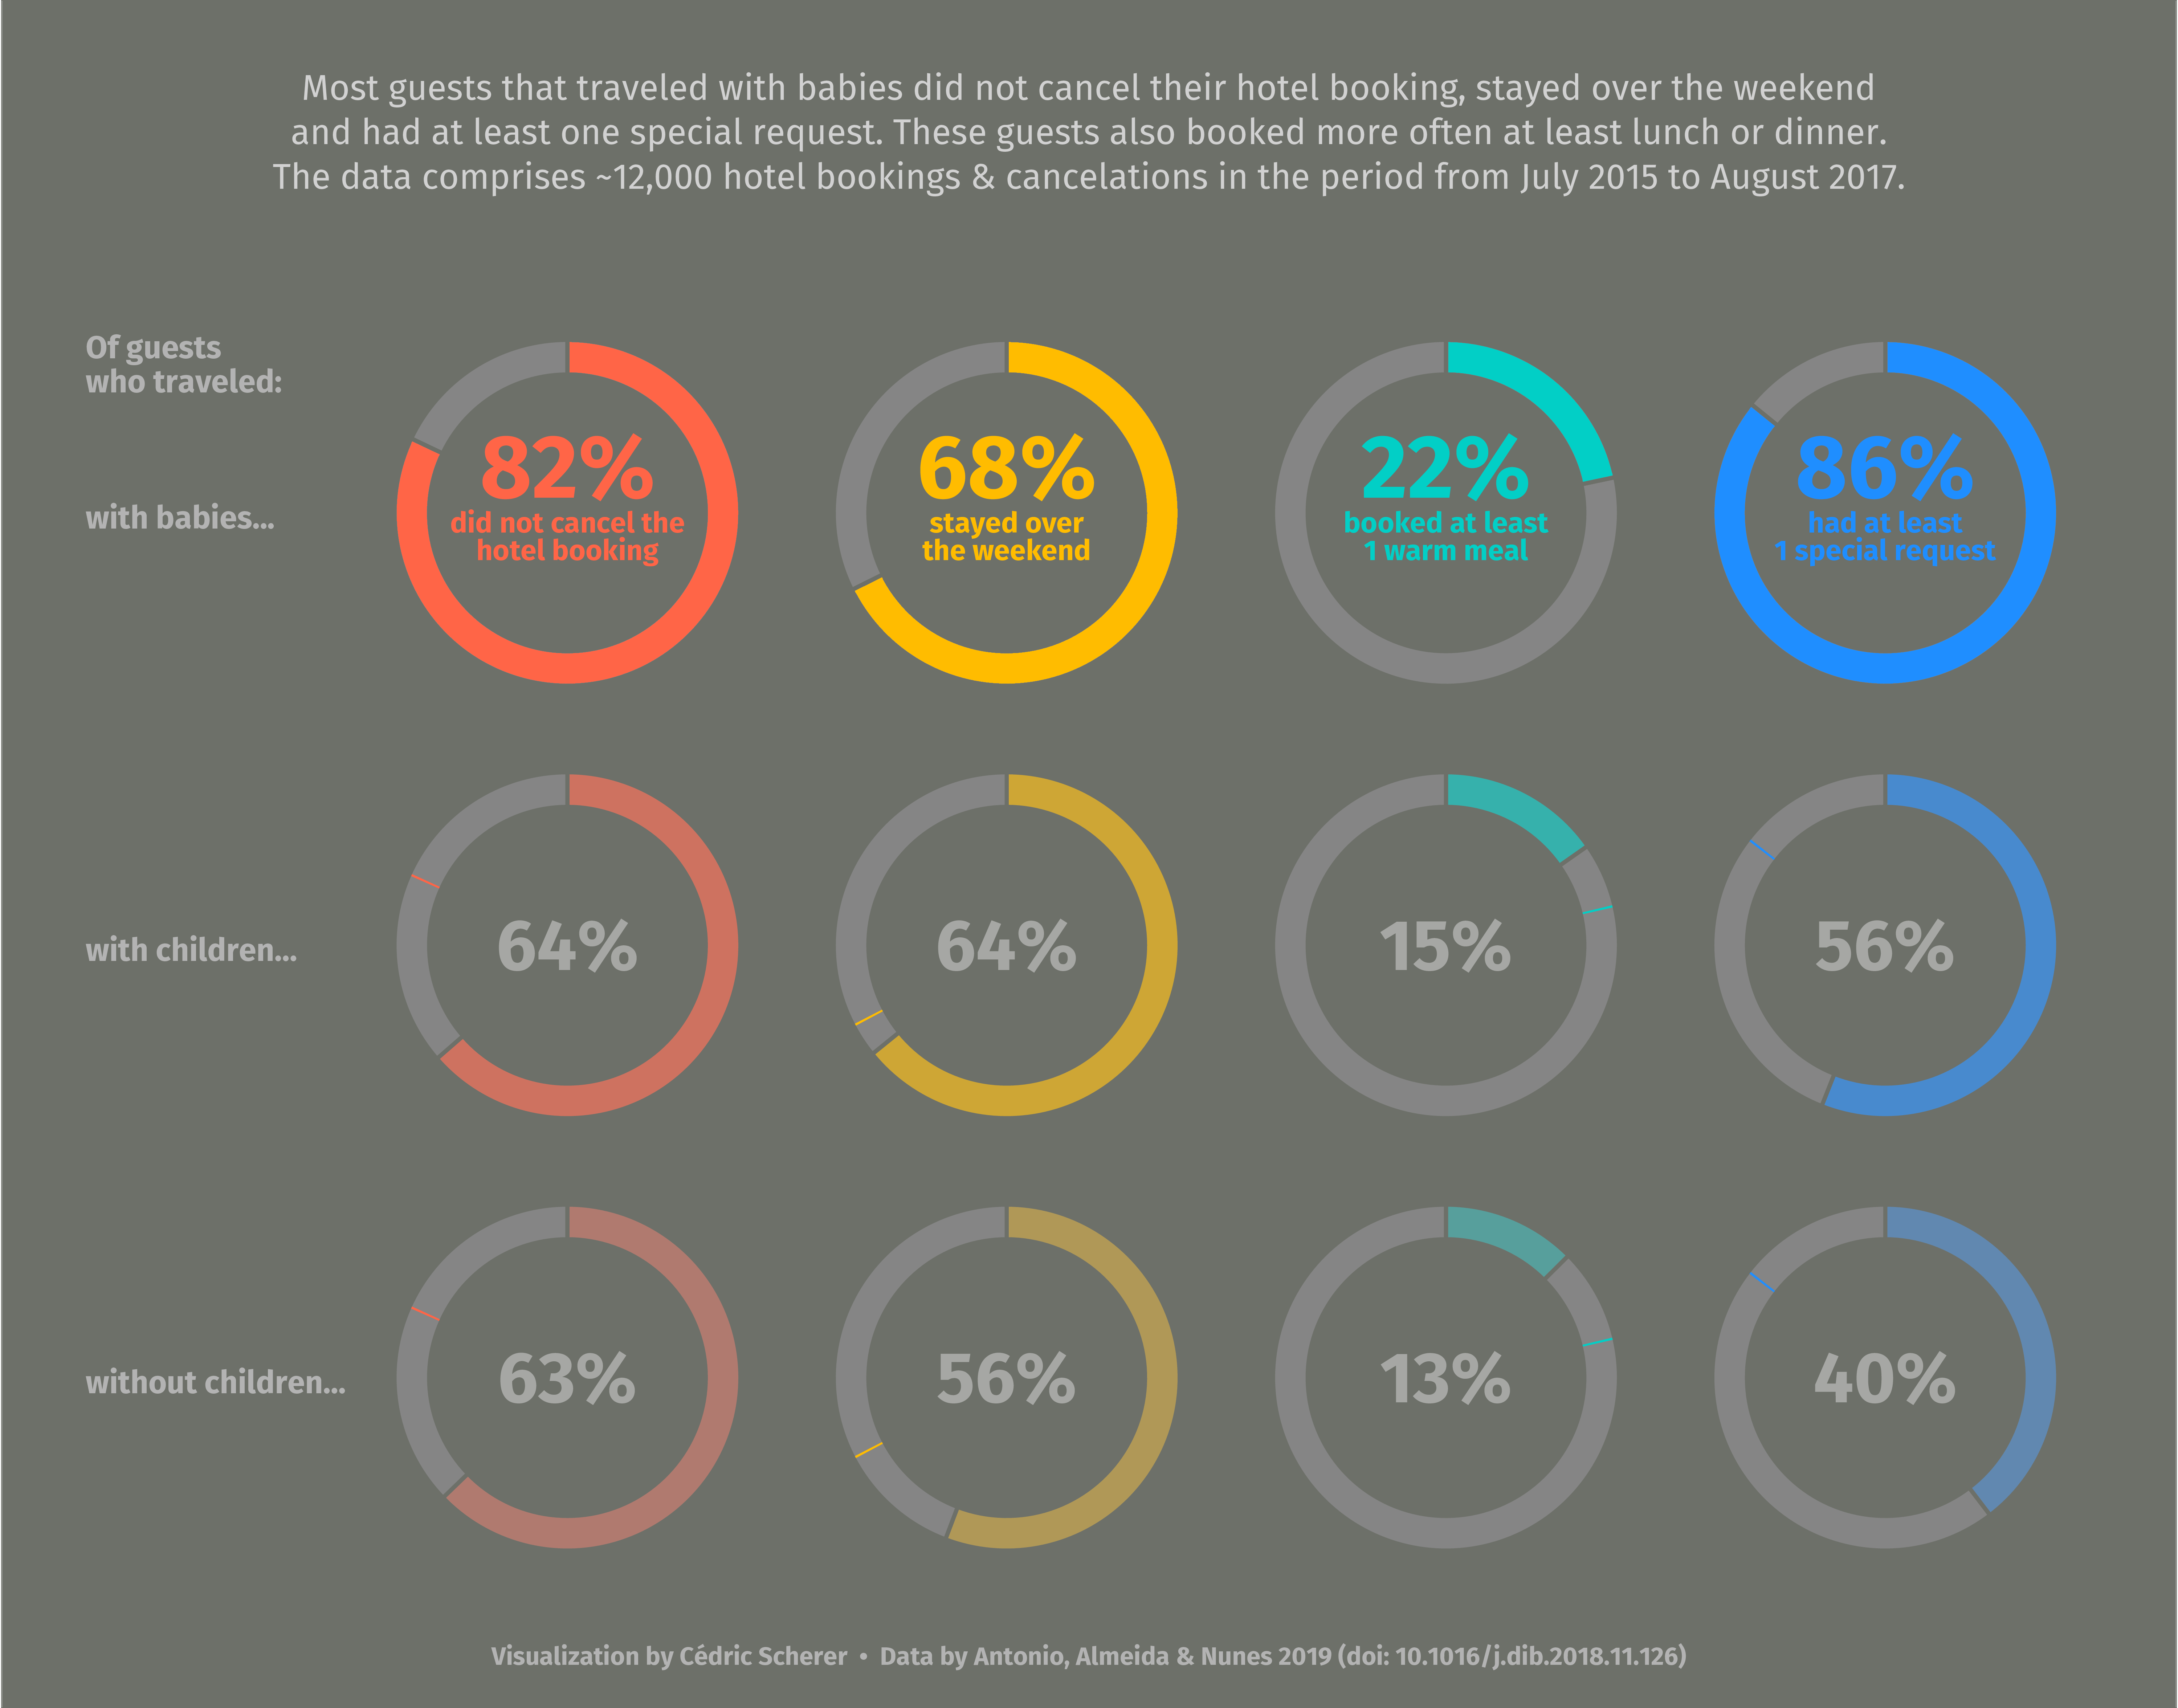 Most guests that traveled with babies did not cancel their hotel booking, stayed over the weekend
and had at least one special request. These guests also booked more often at least lunch or dinner.
The data comprises ~12,000 hotel bookings & cancelations in the period from July 2015 to August 2017.
Of guests
who traveled:
with babies...
82%
did not cancel the
hotel booking
68%
stayed over
the weekend
22%
booked at least
1 warm meal
86%
had at least
1 special request
with children...
64%
64%
15%
56%
without children...
63%
56%
13%
40%
Visualization by Cédric Scherer • Data by Antonio, Almeida & Nunes 2019 (doi: 10.1016/j.dib.2018.11.126)